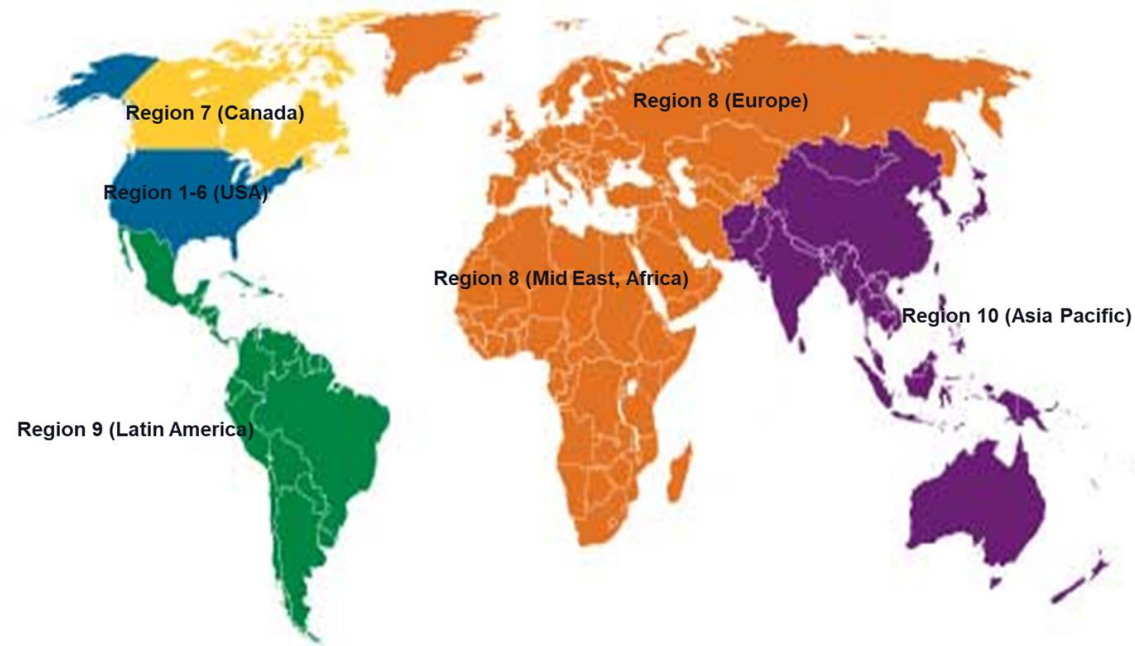 Region 8 (Europe)
Region 7 (Canada)
Region 1-6 (USA)
Region 8 (Mid East, Africa)
Region 10 (Asia Pacific)
Region 9 (Latin America)